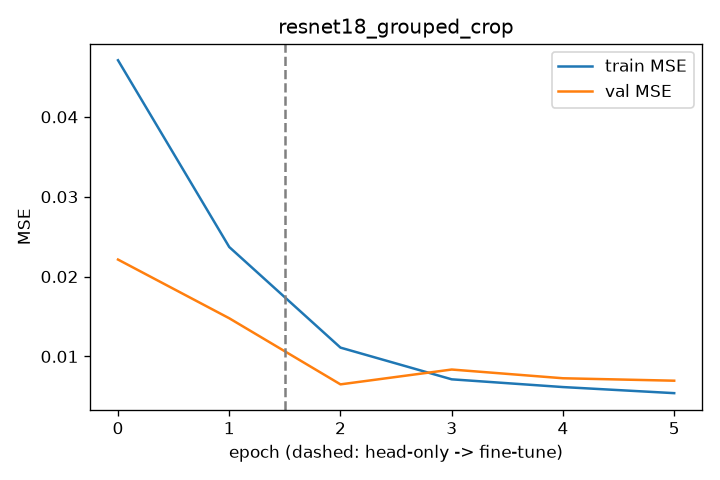 resnet18_grouped_crop
train MSE
val MSE
MSE
0.04
0.03
0.02
0.01
0 1 2 3 4 5
epoch (dashed: head-only -> fine-tune)